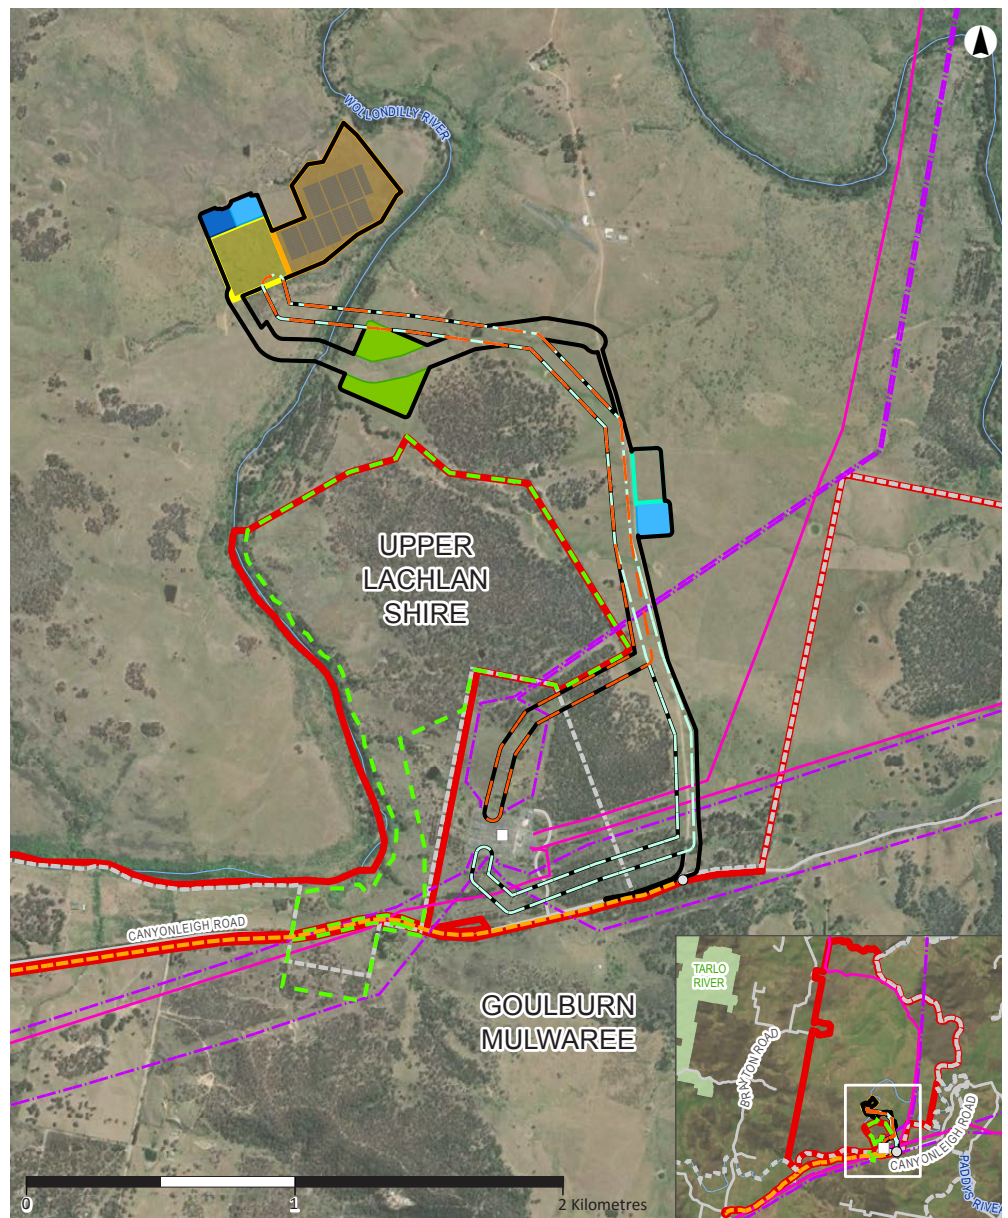 WOLLONDILLY RIVER
UPPER
LACHLAN
SHIRE
CANYONLEIGH ROAD
GOULBURN
MULWAREE
TARLO
RIVER
BRAYTON ROAD
CANYONLEIGH ROAD
PADDYS RIVER
0
1
2 Kilometres